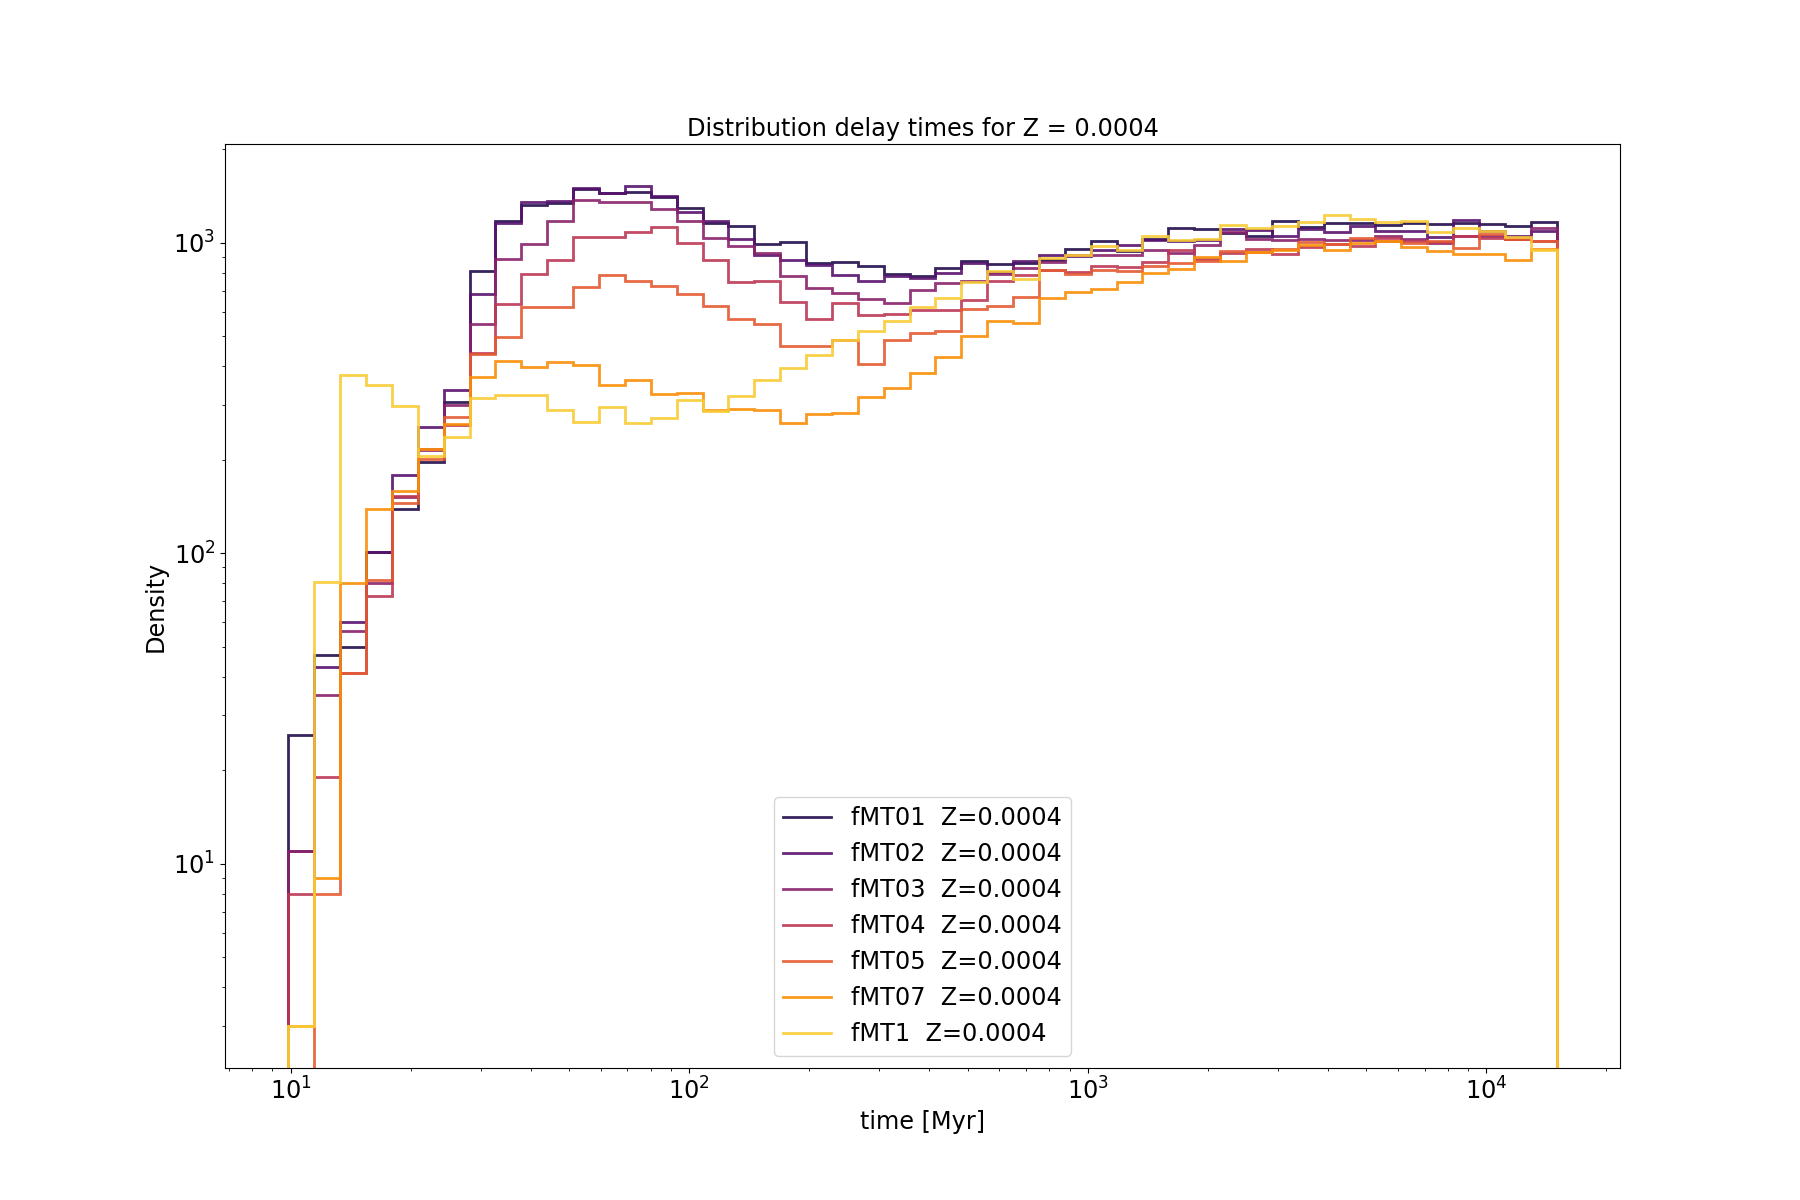 Distribution delay times for Z = 0.0004
Density
10³
10²
10¹
fMT01 Z=0.0004
fMT02 Z=0.0004
fMT03 Z=0.0004
fMT04 Z=0.0004
fMT05 Z=0.0004
fMT07 Z=0.0004
fMT1 Z=0.0004
10¹ 10² 10³ 10⁴
time [Myr]